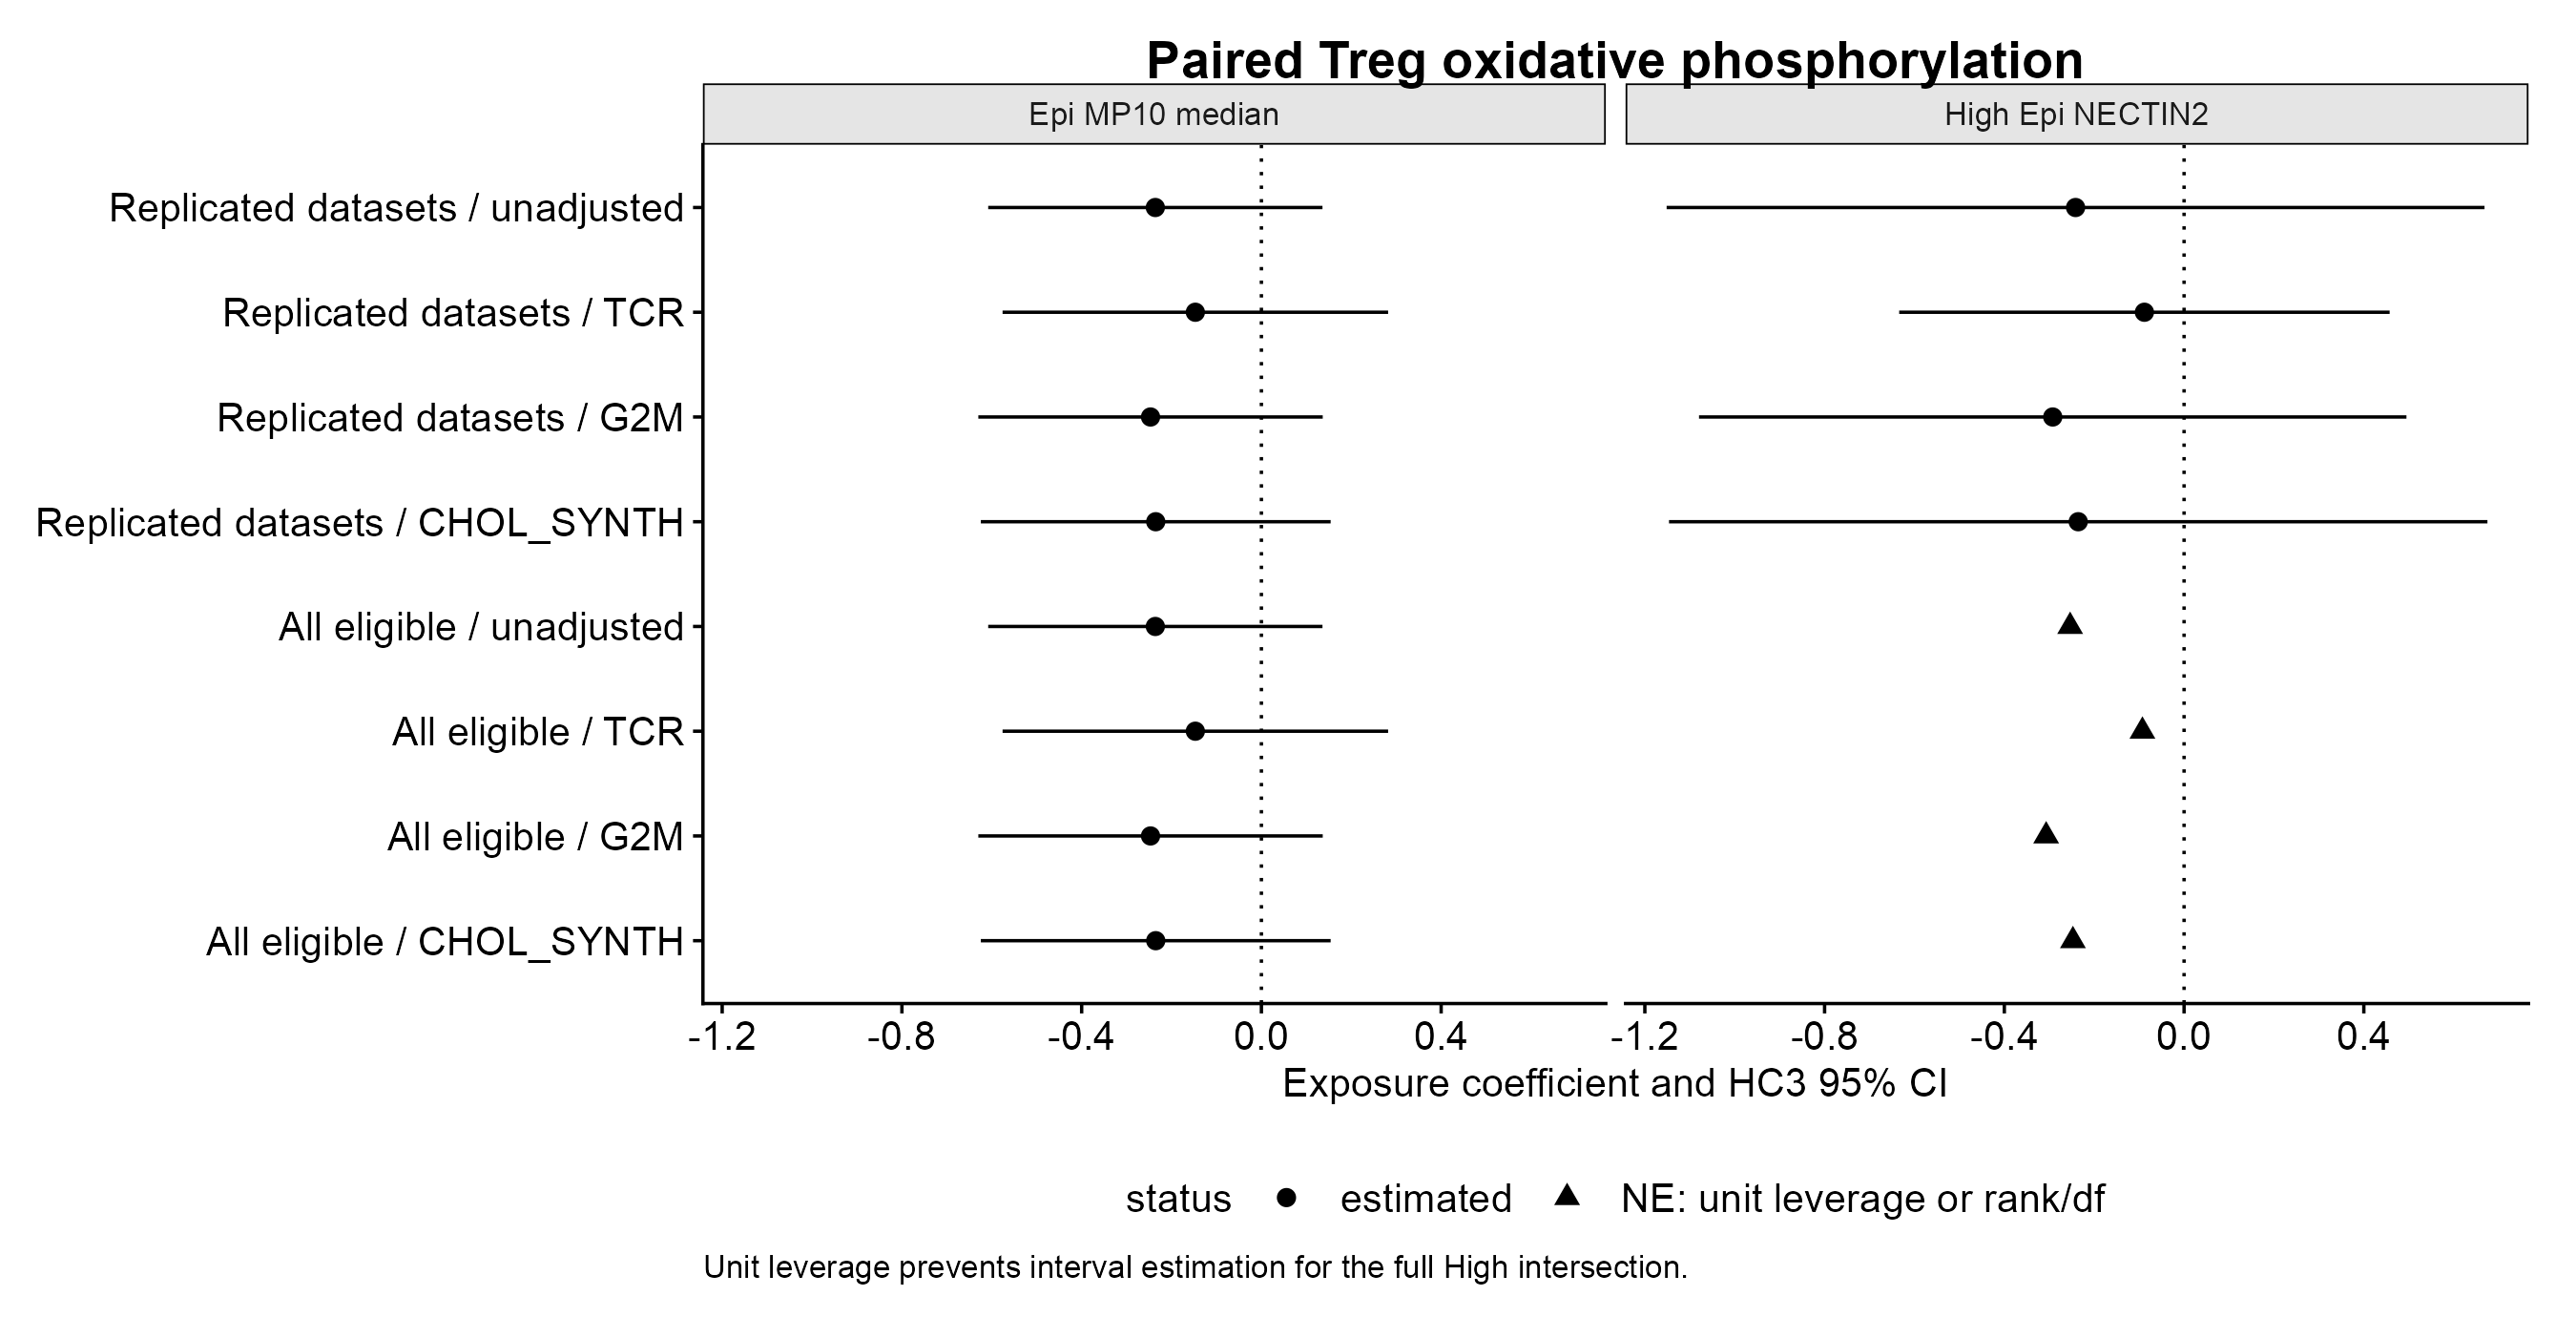 Paired Treg oxidative phosphorylation
Epi MP10 median
High Epi NECTIN2
Replicated datasets / unadjusted
Replicated datasets / TCR
Replicated datasets / G2M
Replicated datasets / CHOL_SYNTH
All eligible / unadjusted
All eligible / TCR
All eligible / G2M
All eligible / CHOL_SYNTH
-1.2 -0.8 -0.4 0.0 0.4
-1.2 -0.8 -0.4 0.0 0.4
Exposure coefficient and HC3 95% CI
status estimated NE: unit leverage or rank/df
Unit leverage prevents interval estimation for the full High intersection.